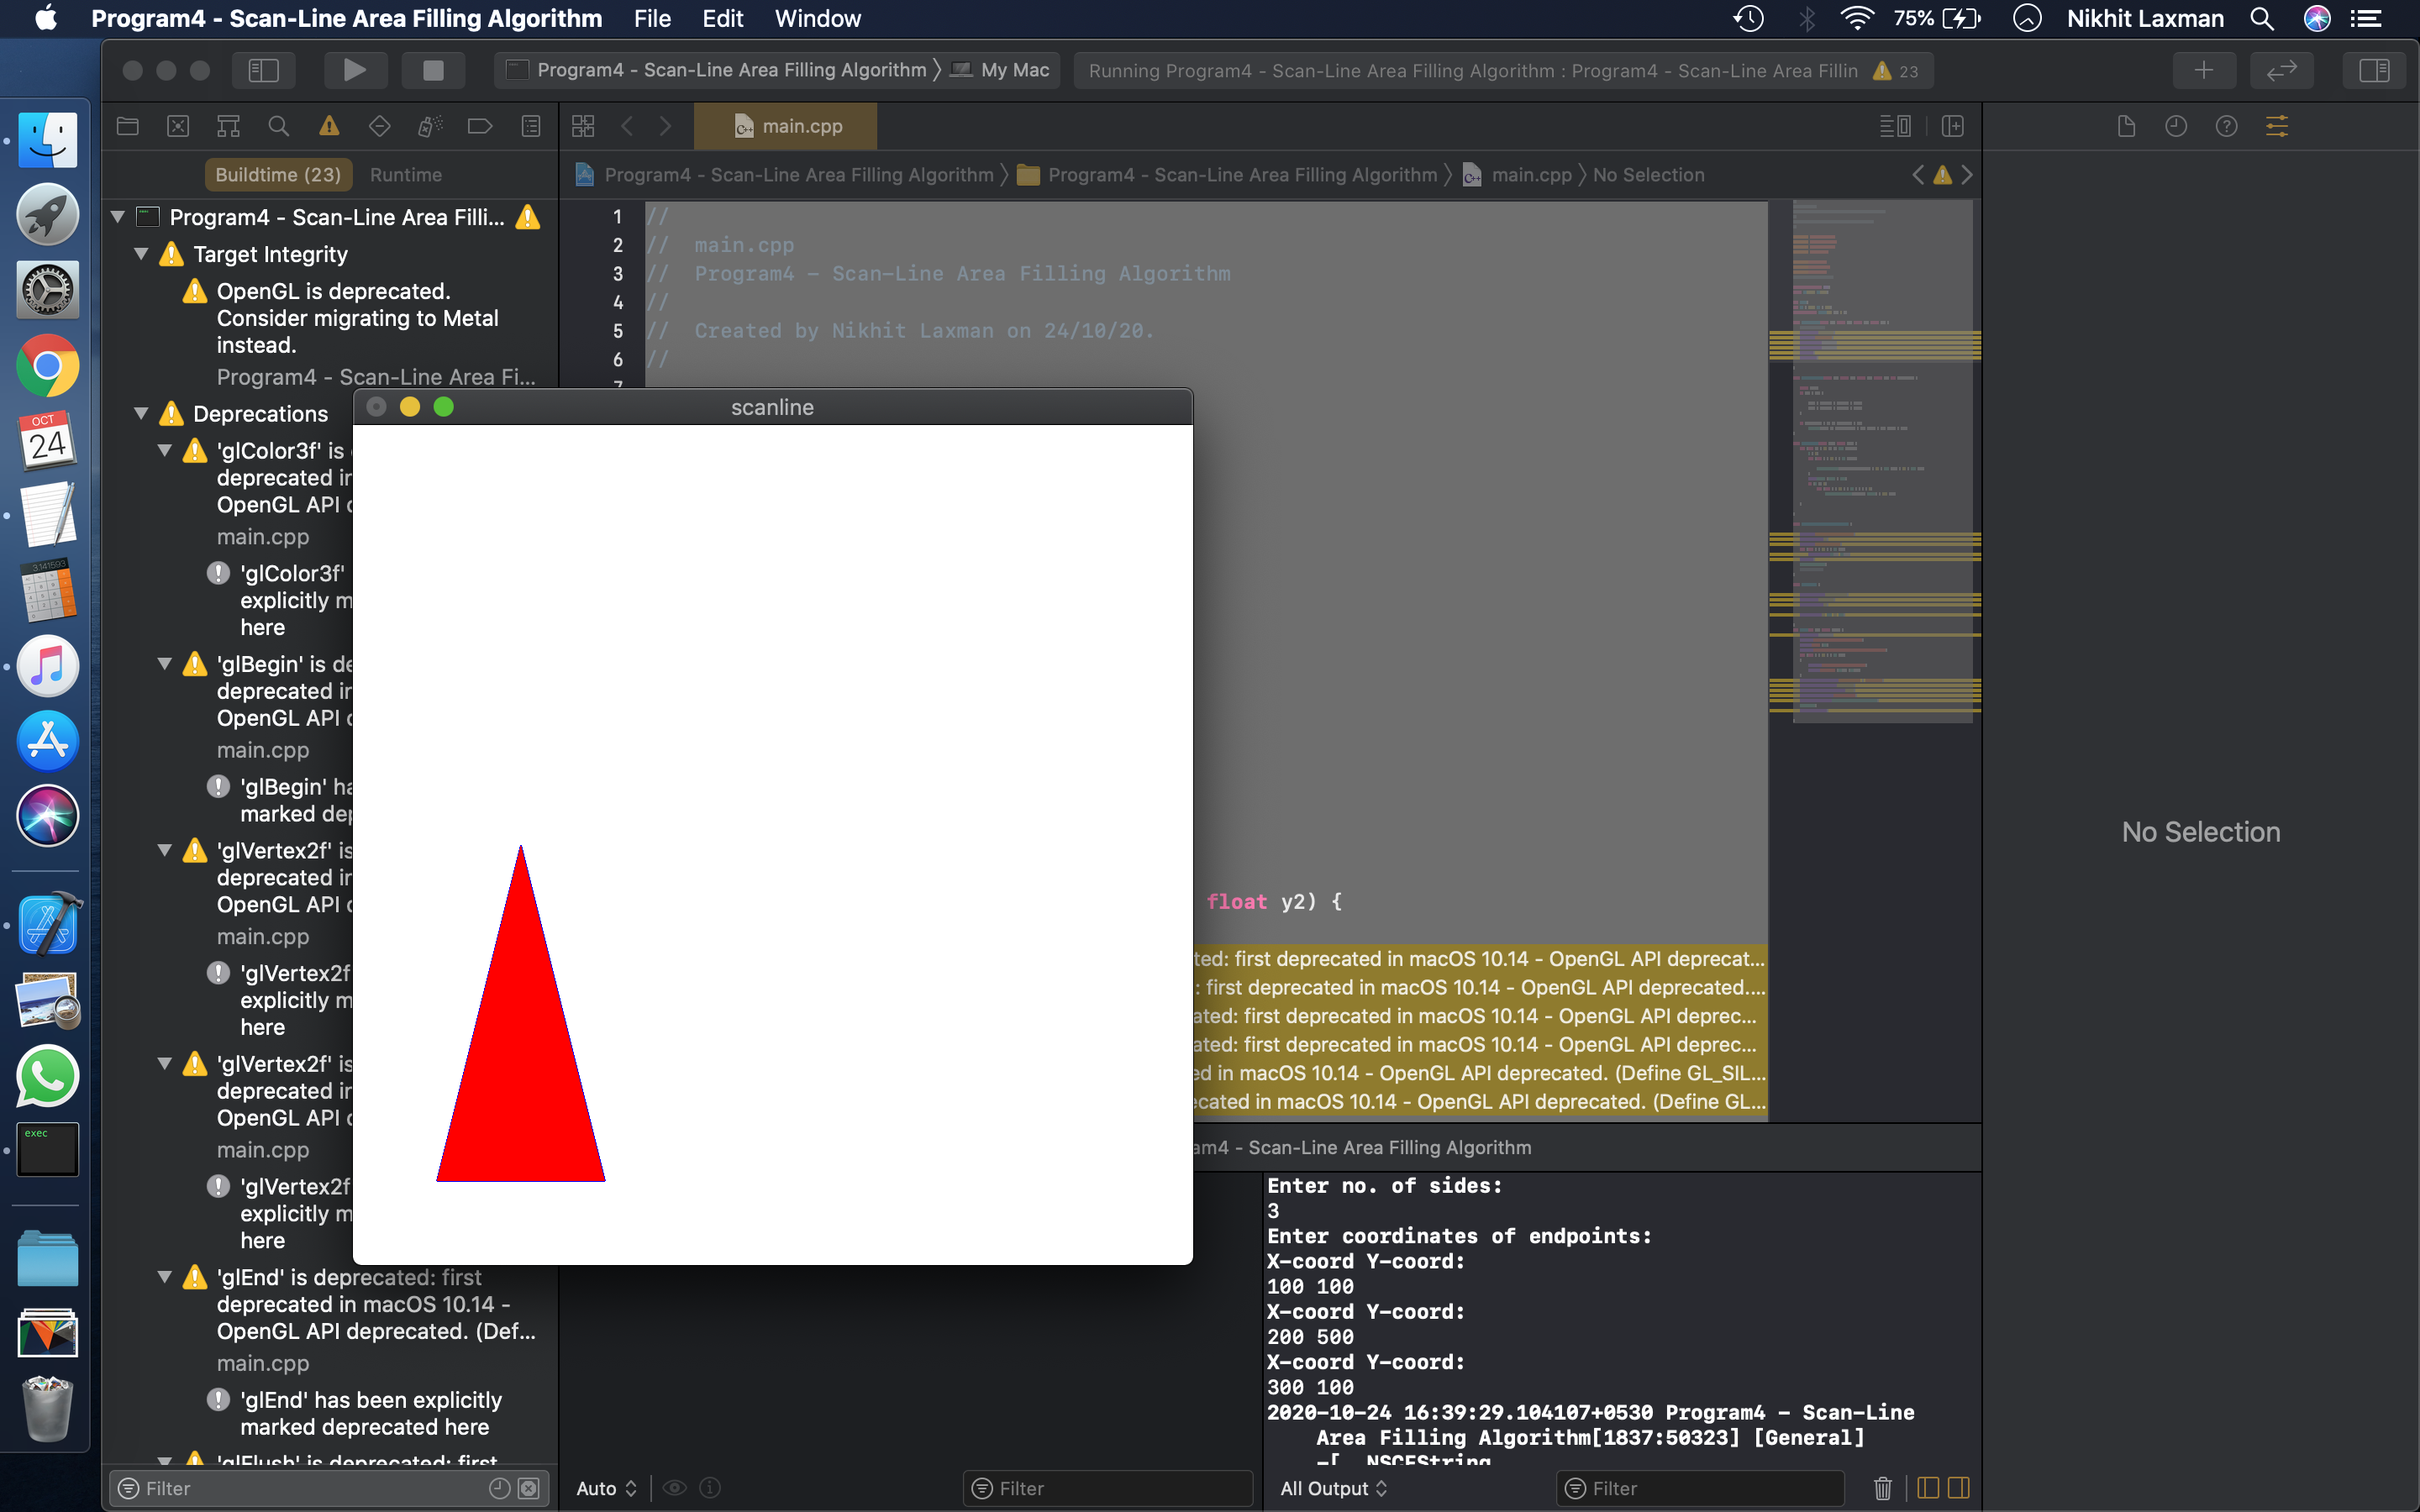 Program4 - Scan-Line Area Filling Algorithm File Edit Window 75% Nikhit Laxman
Program4 - Scan-Line Area Filling Algorithm My Mac Running Program4 - Scan-Line Area Filling Algorithm : Program4 - Scan-Line Area Fillin 23
main.cpp
Buildtime (23) Runtime
Program4 - Scan-Line Area Filling Algorithm Program4 - Scan-Line Area Filling Algorithm main.cpp No Selection
Program4 - Scan-Line Area Filli...
Target Integrity
OpenGL is deprecated.
Consider migrating to Metal
instead.
Program4 - Scan-Line Area Fi...
Deprecations
'glColor3f' is
deprecated in
OpenGL API
main.cpp
'glColor3f'
explicitly
here
'glBegin' is
deprecated in
OpenGL API
main.cpp
'glBegin'
marked
'glVertex2f' is
deprecated in
OpenGL API
main.cpp
'glVertex2f
explicitly
here
'glVertex2f' is
deprecated in
OpenGL API
main.cpp
'glVertex2f
explicitly
here
'glEnd' is deprecated: first
deprecated in macOS 10.14 -
OpenGL API deprecated. (Def...
main.cpp
'glEnd' has been explicitly
marked deprecated here
'glFlush' is deprecated: first
Filter
1 //
2 // main.cpp
3 // Program4 - Scan-Line Area Filling Algorithm
4 //
5 // Created by Nikhit Laxman on 24/10/20.
6 //
7
scanline
float y2) {
ted: first deprecated in macOS 10.14 - OpenGL API deprecat...
: first deprecated in macOS 10.14 - OpenGL API deprecated....
ated: first deprecated in macOS 10.14 - OpenGL API deprec...
ated: first deprecated in macOS 10.14 - OpenGL API deprec...
ed in macOS 10.14 - OpenGL API deprecated. (Define GL_SIL...
ecated in macOS 10.14 - OpenGL API deprecated. (Define GL...
am4 - Scan-Line Area Filling Algorithm
Enter no. of sides:
3
Enter coordinates of endpoints:
X-coord Y-coord:
100 100
X-coord Y-coord:
200 500
X-coord Y-coord:
300 100
2020-10-24 16:39:29.104107+0530 Program4 - Scan-Line
Area Filling Algorithm[1837:50323] [General]
Auto Filter All Output Filter
No Selection
OCT
24
3.141593
exec